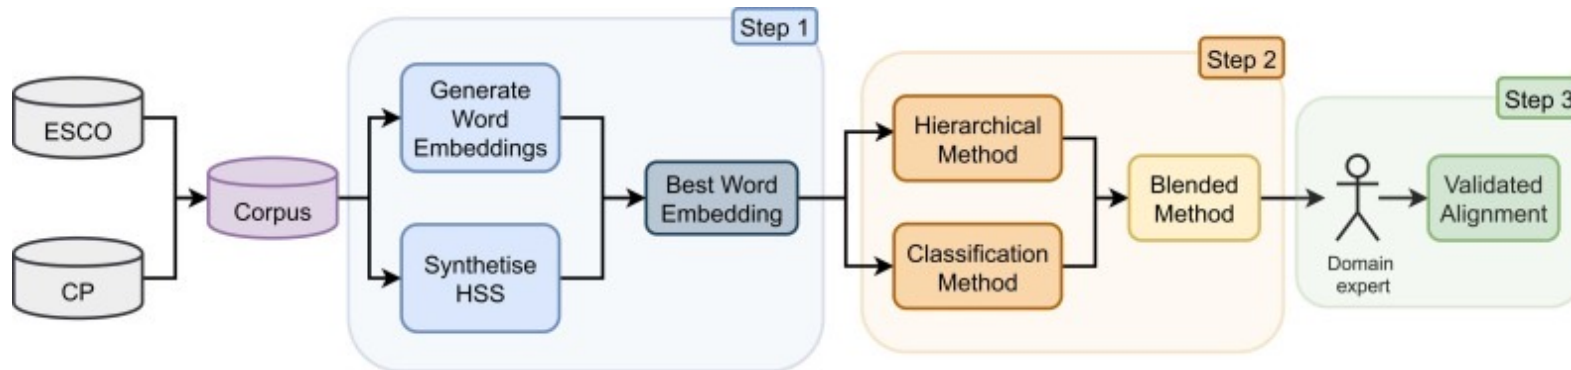 ESCO
CP
Corpus
Step 1
Generate
Word
Embeddings
Synthetise
HSS
Best Word
Embedding
Step 2
Hierarchical
Method
Classification
Method
Blended
Method
Step 3
Domain
expert
Validated
Alignment